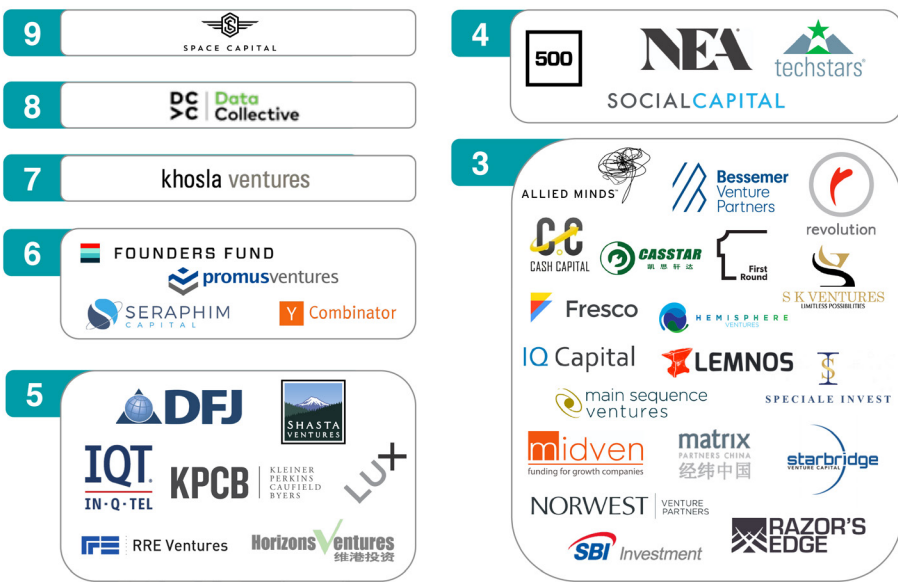 9
SPACE CAPITAL
8
DC
VC
Data
Collective
7
khosla ventures
6
FOUNDERS FUND
promusventures
SERAPHIM
CAPITAL
Y Combinator
5
DFJ
SHASTA
VENTURES
IQT
IN·Q·TEL
KPCB
KLEINER
PERKINS
CAUFIELD
BYERS
LU+
RRE Ventures
Horizons Ventures
维港投资
4
500
NEA
techstars
SOCIALCAPITAL
3
ALLIED MINDS
Bessemer
Venture
Partners
revolution
C.C
CASH CAPITAL
CASSTAR
凯思轩达
1
First
Round
S K VENTURES
LIMITLESS POSSIBILITIES
Fresco
HEMISPHERE
VENTURES
IQ Capital
LEMNOS
SPECIALE INVEST
main sequence
ventures
midven
funding for growth companies
matrix
PARTNERS CHINA
经纬中国
starbridge
VENTURE CAPITAL
NORWEST
VENTURE
PARTNERS
SBI Investment
RAZOR'S
EDGE